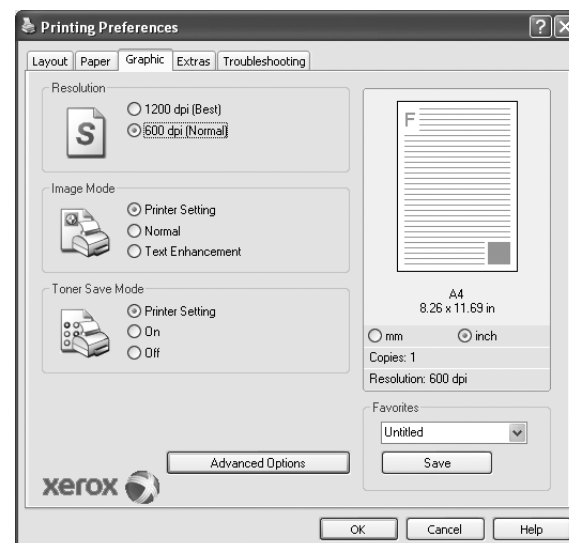 Printing Preferences
Layout Paper Graphic Extras Troubleshooting
Resolution
1200 dpi (Best)
600 dpi (Normal)
S
Image Mode
Printer Setting
Normal
Text Enhancement
Toner Save Mode
Printer Setting
On
Off
F
A4
8.26 x 11.69 in
mm inch
Copies: 1
Resolution: 600 dpi
Favorites
Untitled
Save
Advanced Options
xerox
OK Cancel Help